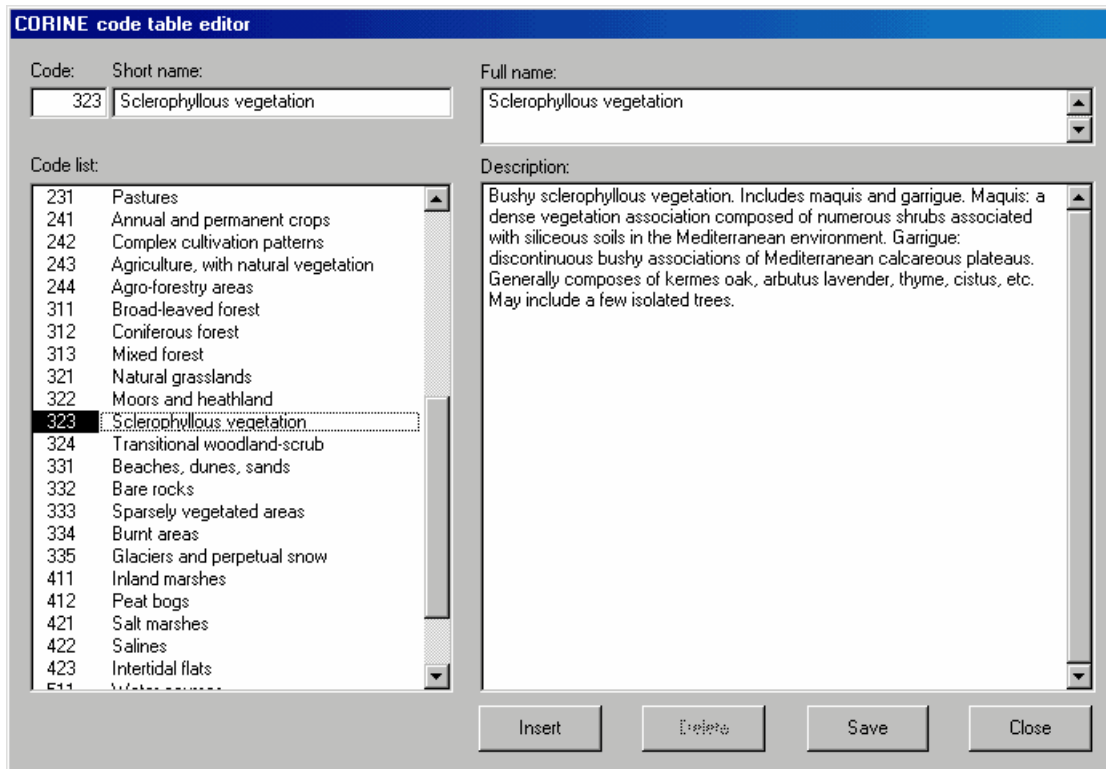 CORINE code table editor
Code: Short name:
323 Sclerophyllous vegetation
Full name:
Sclerophyllous vegetation
Code list:
231 Pastures
241 Annual and permanent crops
242 Complex cultivation patterns
243 Agriculture, with natural vegetation
244 Agro-forestry areas
311 Broad-leaved forest
312 Coniferous forest
313 Mixed forest
321 Natural grasslands
322 Moors and heathland
323 Sclerophyllous vegetation
324 Transitional woodland-scrub
331 Beaches, dunes, sands
332 Bare rocks
333 Sparsely vegetated areas
334 Burnt areas
335 Glaciers and perpetual snow
411 Inland marshes
412 Peat bogs
421 Salt marshes
422 Salines
423 Intertidal flats
Description:
Bushy sclerophyllous vegetation. Includes maquis and garrigue. Maquis: a
dense vegetation association composed of numerous shrubs associated
with siliceous soils in the Mediterranean environment. Garrigue:
discontinuous bushy associations of Mediterranean calcareous plateaus.
Generally composes of kermes oak, arbutus lavender, thyme, cistus, etc.
May include a few isolated trees.
Insert Delete Save Close